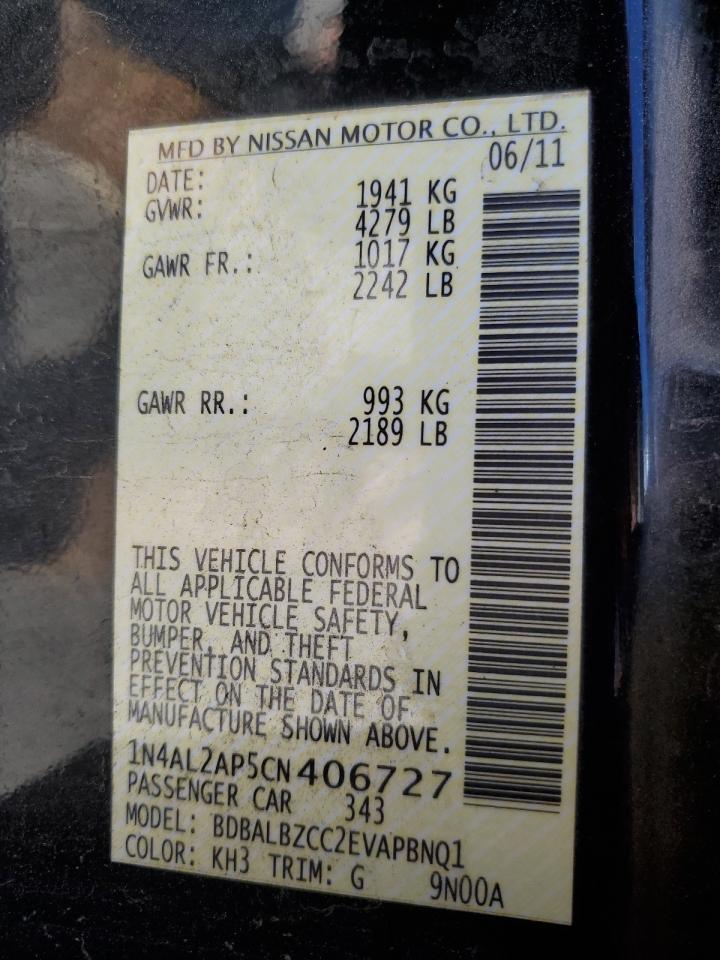 MFD BY NISSAN MOTOR CO., LTD.
DATE: 06/11
GVWR: 1941 KG
4279 LB
GAWR FR.: 1017 KG
2242 LB
GAWR RR.: 993 KG
2189 LB
THIS VEHICLE CONFORMS TO
ALL APPLICABLE FEDERAL
MOTOR VEHICLE SAFETY,
BUMPER, AND THEFT
PREVENTION STANDARDS IN
EFFECT ON THE DATE OF
MANUFACTURE SHOWN ABOVE.
1N4AL2AP5CN406727
PASSENGER CAR 343
MODEL: BDBALBZCC2EVAPBNQ1
COLOR: KH3 TRIM: G 9N00A